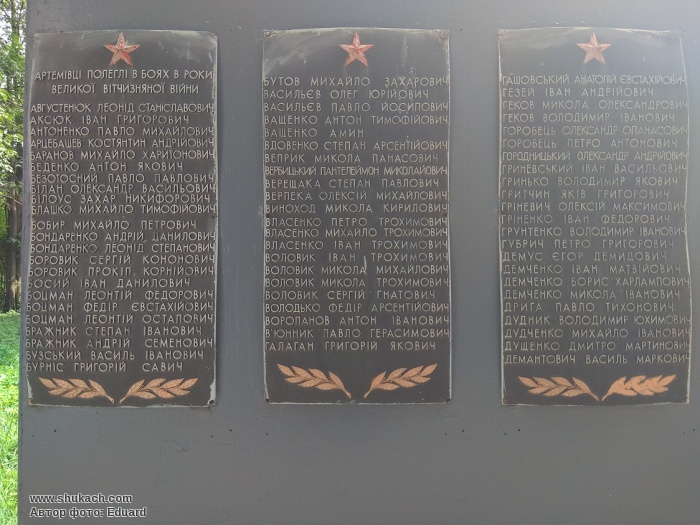 АРТЕМІВЦІ ПОЛЕГЛІ В БОЯХ В РОКИ
ВЕЛИКОЇ ВІТЧИЗНЯНОЇ ВІЙНИ
АВГУСТЕНЮК ЛЕОНІД СТАНІСЛАВОВИЧ
АКСЮК ІВАН ГРИГОРОВИЧ
АНТОНЕНКО ПАВЛО МИХАЙЛОВИЧ
АРЦЕБАШЕВ КОСТЯНТИН АНДРІЙОВИЧ
БАРАНОВ МИХАЙЛО ХАРИТОНОВИЧ
БЕДЕНКО АНТОН ЯКОВИЧ
БЕЗОТОСНИЙ ПАВЛО ПАВЛОВИЧ
БІЛАН ОЛЕКСАНДР ВАСИЛЬОВИЧ
БІЛОУС ЗАХАР НИКИФОРОВИЧ
БЛАШКО МИХАЙЛО ТИМОФІЙОВИЧ
БОБИР МИХАЙЛО ПЕТРОВИЧ
БОНДАРЕНКО АНДРІЙ ДАНИЛОВИЧ
БОНДАРЕНКО ЛЕОНІД СТЕПАНОВИЧ
БОРОВИК СЕРГІЙ КОНОНОВИЧ
БОРОВИК ПРОКІП КОРНІЙОВИЧ
БОСИЙ ІВАН ДАНИЛОВИЧ
БОЦМАН ЛЕОНТІЙ ФЕДОРОВИЧ
БОЦМАН ФЕДІР ЄВСТАХІЙОВИЧ
БОЦМАН ЛЕОНТІЙ ОСТАПОВИЧ
БРАЖНИК СТЕПАН ІВАНОВИЧ
БРАЖНИК АНДРІЙ СЕМЕНОВИЧ
БУЗСЬКИЙ ВАСИЛЬ ІВАНОВИЧ
БУРНІС ГРИГОРІЙ САВИЧ
БУТОВ МИХАЙЛО ЗАХАРОВИЧ
ВАСИЛЬЄВ ОЛЕГ ЮРІЙОВИЧ
ВАСИЛЬЄВ ПАВЛО ЙОСИПОВИЧ
ВАЩЕНКО АНТОН ТИМОФІЙОВИЧ
ВАЩЕНКО АМИН
ВДОВЕНКО СТЕПАН АРСЕНТІЙОВИЧ
ВЕПРИК МИКОЛА ПАНАСОВИЧ
ВЕРБИЦЬКИЙ ПАНТЕЛЕЙМОН МИКОЛАЙОВИЧ
ВЕРЕЩАКА СТЕПАН ПАВЛОВИЧ
ВЕРПЕКА ОЛЕКСІЙ МИХАЙЛОВИЧ
ВИНОХОД МИКОЛА КИРИЛОВИЧ
ВЛАСЕНКО ПЕТРО ТРОХИМОВИЧ
ВЛАСЕНКО МИХАЙЛО ТРОХИМОВИЧ
ВЛАСЕНКО ІВАН ТРОХИМОВИЧ
ВОЛОВИК ІВАН ТРОХИМОВИЧ
ВОЛОВИК МИКОЛА МИХАЙЛОВИЧ
ВОЛОВИК МИКОЛА ТРОХИМОВИЧ
ВОЛОВИК СЕРГІЙ ГНАТОВИЧ
ВОЛОДЬКО ФЕДІР АРСЕНТІЙОВИЧ
ВОРОПАНОВ АНТОН ІВАНОВИЧ
В'ЮННИК ПАВЛО ГЕРАСИМОВИЧ
ГАЛАГАН ГРИГОРІЙ ЯКОВИЧ
ГАШОВСЬКИЙ АНАТОЛІЙ ЄВСТАХІЙОВИЧ
ГЕЗЕЙ ІВАН АНДРІЙОВИЧ
ГЕКОВ МИКОЛА ОЛЕКСАНДРОВИЧ
ГЕКОВ ВОЛОДИМИР ІВАНОВИЧ
ГОРОБЕЦЬ ОЛЕКСАНДР ОПАНАСОВИЧ
ГОРОБЕЦЬ ПЕТРО АНТОНОВИЧ
ГОРОДНИЦЬКИЙ ОЛЕКСАНДР АНДРІЙОВИЧ
ГРИНЕВСЬКИЙ ІВАН ВАСИЛЬОВИЧ
ГРИНЬКО ВОЛОДИМИР ЯКОВИЧ
ГРИТЧИН ЯКІВ ГРИГОРОВИЧ
ГРІНЕВИЧ ОЛЕКСІЙ МАКСИМОВИЧ
ГРІНЕНКО ІВАН ФЕДОРОВИЧ
ГРУНТЕНКО ВОЛОДИМИР ІВАНОВИЧ
ГУБРИЧ ПЕТРО ГРИГОРОВИЧ
ДЕМУС ЄГОР ДЕМИДОВИЧ
ДЕМЧЕНКО ІВАН МАТВІЙОВИЧ
ДЕМЧЕНКО БОРИС ХАРЛАМПОВИЧ
ДЕМЧЕНКО МИКОЛА ІВАНОВИЧ
ДРИГА ПАВЛО ТИХОНОВИЧ
ДУДНИК ВОЛОДИМИР ЮХИМОВИЧ
ДУДЧЕНКО МИХАЙЛО ІВАНОВИЧ
ДУЩЕНКО ДМИТРО МАРТИНОВИЧ
ДЕМАНТОВИЧ ВАСИЛЬ МАРКОВИЧ
www.shukach.com
Автор фото: Eduard